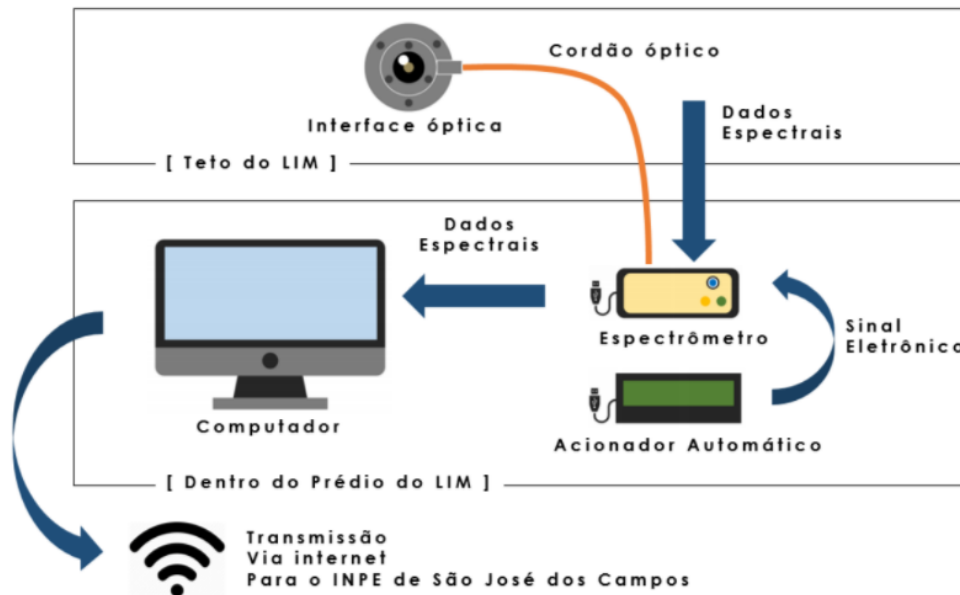 Cordão óptico
Interface óptica
Dados
Espectrais
[ Teto do LIM ]
Dados
Espectrais
Espectrômetro
Sinal
Eletrônico
Computador
Acionador Automático
[ Dentro do Prédio do LIM ]
Transmissão
Via internet
Para o INPE de São José dos Campos